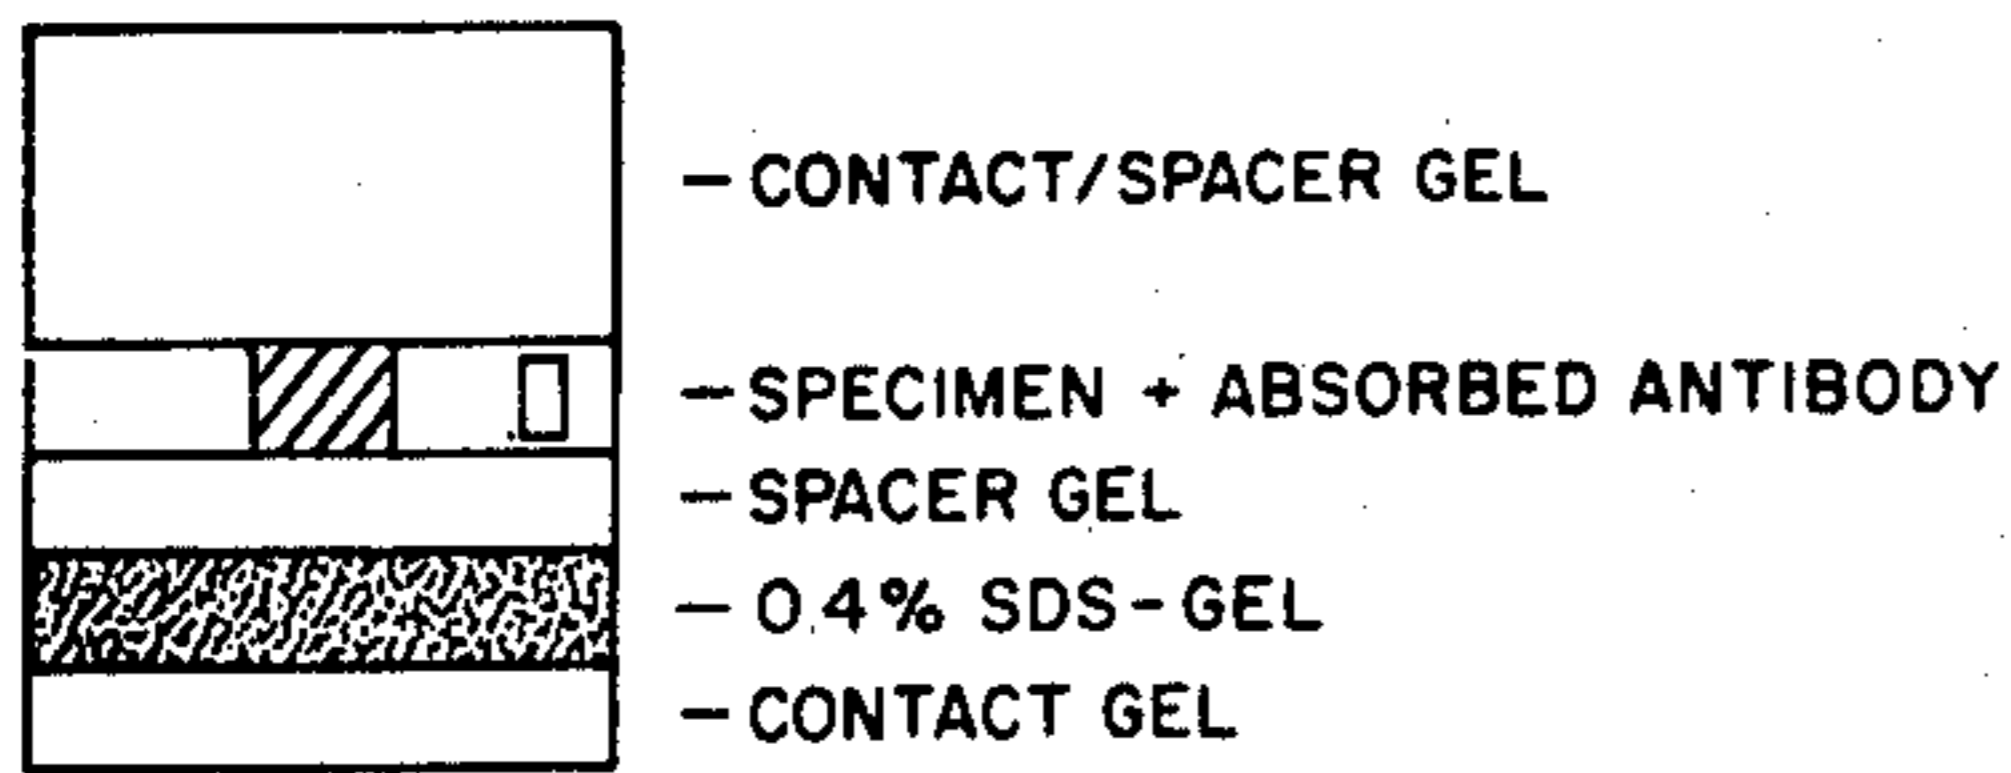 — CONTACT/SPACER GEL
— SPECIMEN + ABSORBED ANTIBODY
— SPACER GEL
— 0.4% SDS-GEL
— CONTACT GEL